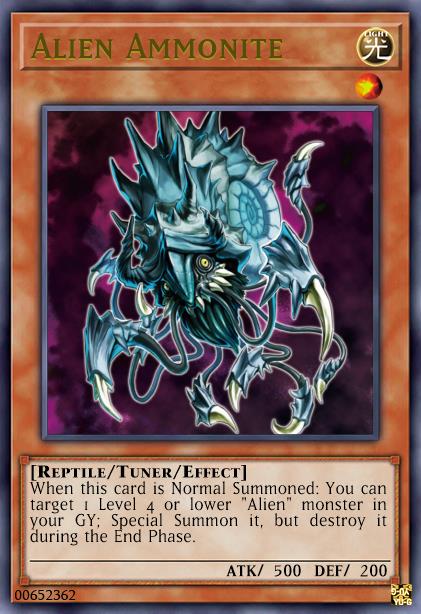 Alien Ammonite
LIGHT
光
[Reptile/Tuner/Effect]
When this card is Normal Summoned: You can
target 1 Level 4 or lower "Alien" monster in
your GY; Special Summon it, but destroy it
during the End Phase.
ATK/ 500 DEF/ 200
00652362